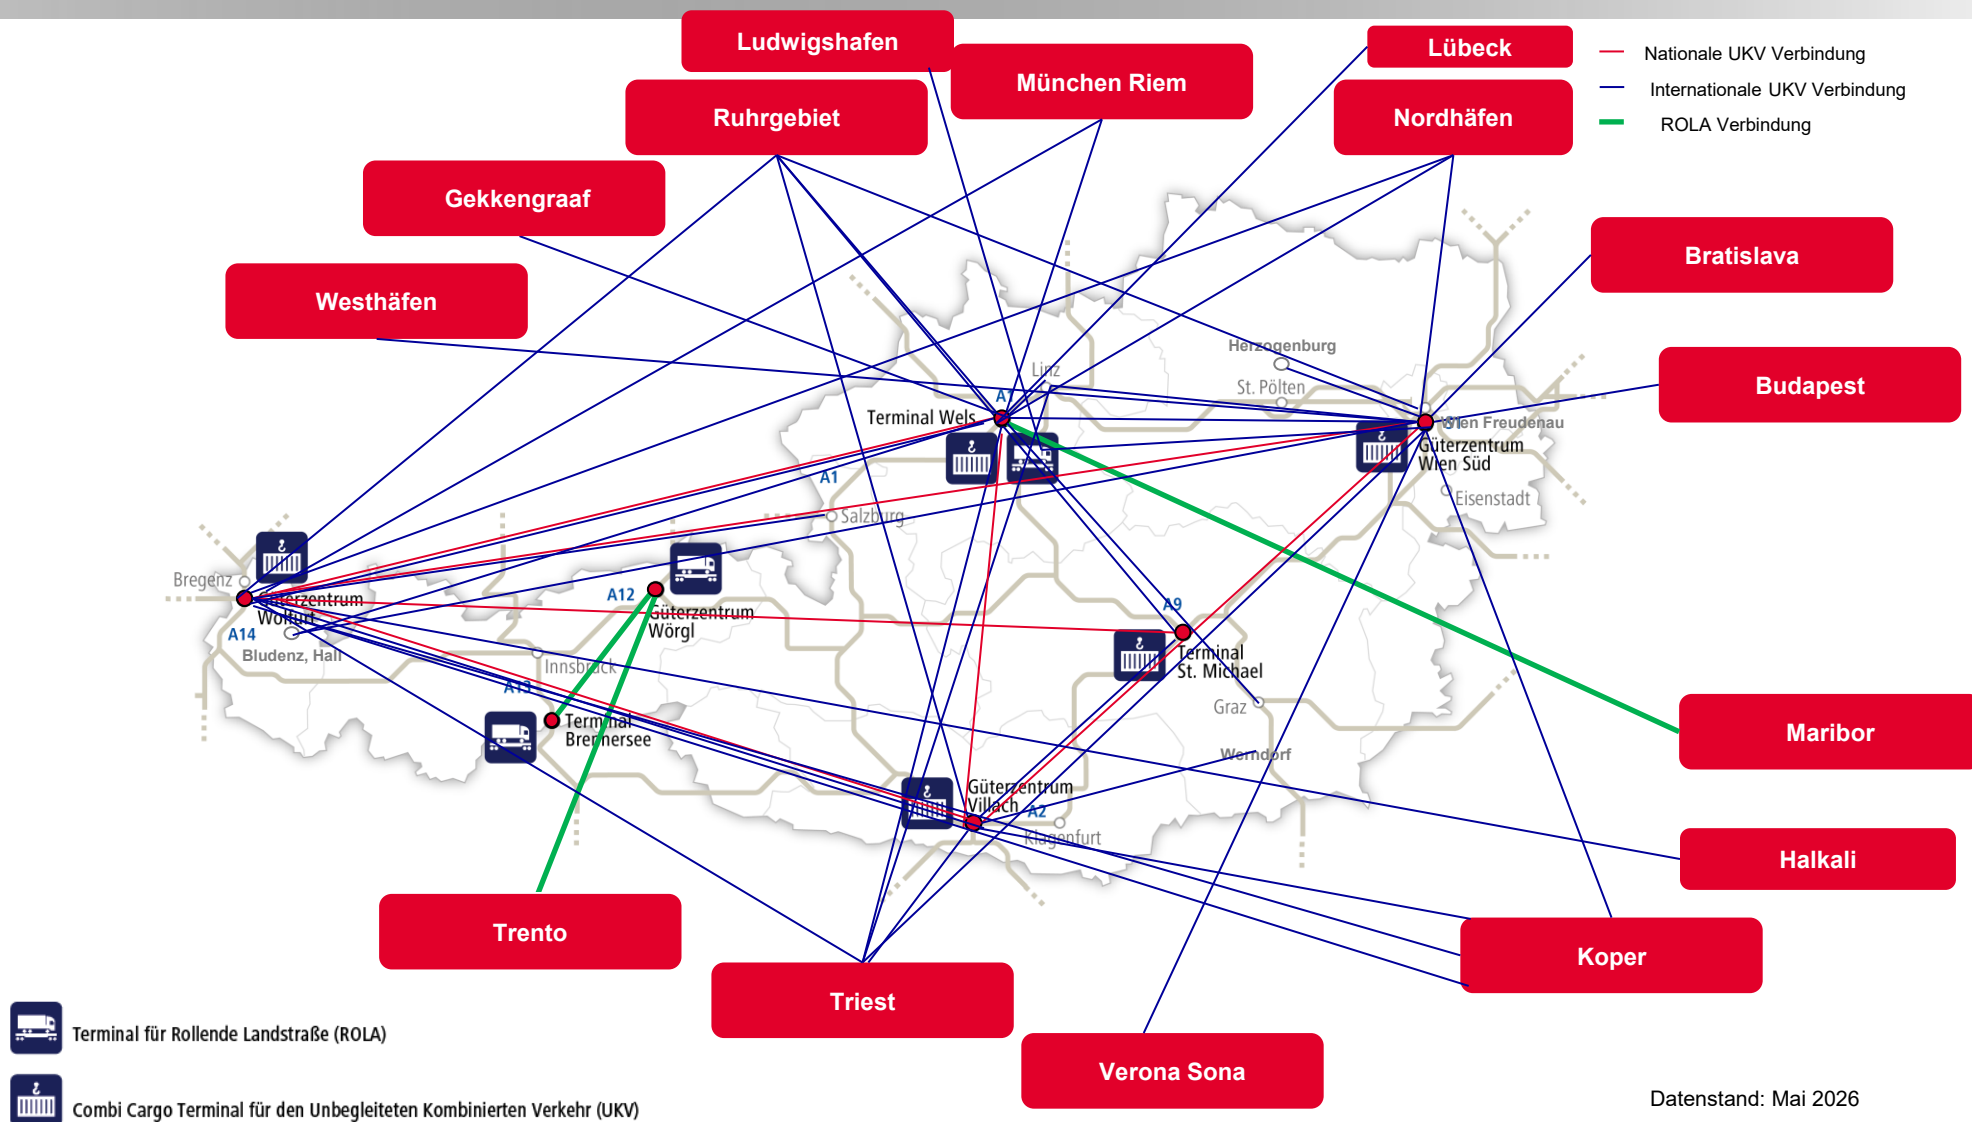 Ludwigshafen
Lübeck
München Riem
Ruhrgebiet
Nordhäfen
Nationale UKV Verbindung
Internationale UKV Verbindung
ROLA Verbindung
Gekkengraaf
Westhäfen
Bratislava
Budapest
Herzogenburg
Linz
St. Pölten
A1
Terminal Wels
Wien Freudenau
Güterzentrum
Wien Süd
A1
Eisenstadt
Salzburg
Bregenz
Güterzentrum
Wolfurt
A14
Bludenz, Hall
A12
Güterzentrum
Wörgl
A9
Innsbruck
Terminal
St. Michael
A13
Graz
Terminal
Brennersee
Werndorf
Maribor
Güterzentrum
Villach
A2
Klagenfurt
Halkali
Trento
Koper
Triest
Verona Sona
Terminal für Rollende Landstraße (ROLA)
Combi Cargo Terminal für den Unbegleiteten Kombinierten Verkehr (UKV)
Datenstand: Mai 2026